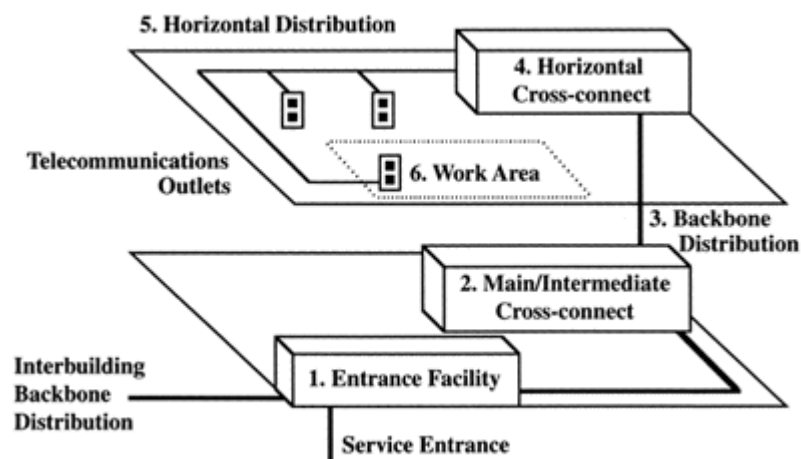 5. Horizontal Distribution
4. Horizontal
Cross-connect
Telecommunications
Outlets
6. Work Area
3. Backbone
Distribution
2. Main/Intermediate
Cross-connect
1. Entrance Facility
Interbuilding
Backbone
Distribution
Service Entrance